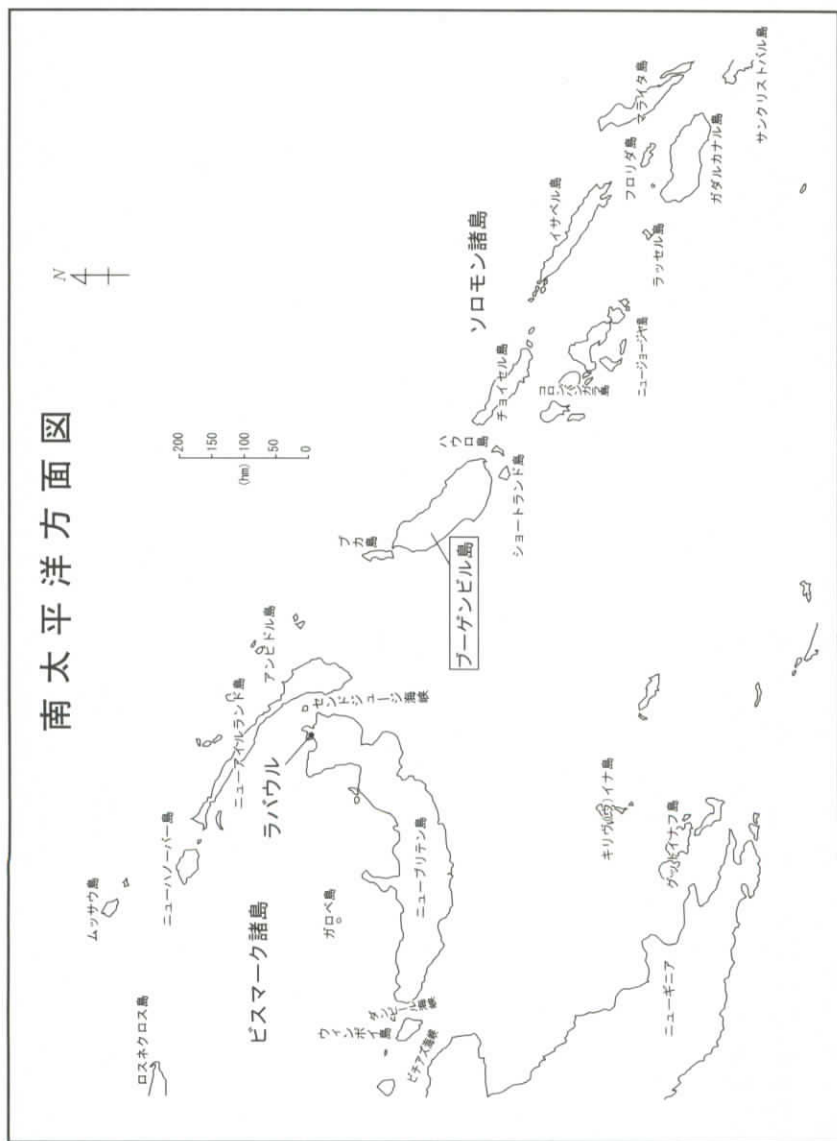 南太平洋方面図
N
200
150
100
50
0
(hm)
ロスネグロス島
ムッサウ島
ニューハノーバー島
ニューアイルランド島
アンビドル島
ビスマーク諸島
ラバウル
セントジョージ海峡
ガロベ島
ニューブリテン島
ウィンボイ島
ダンピール海峡
ビチアズ海峡
ニューギニア
キリウィイナ島
グッドイナフ島
ブカ島
ブーゲンビル島
ハウロ島
ショートランド島
ソロモン諸島
チョイセル島
コロンバンガラ島
ニュージョージヤ島
イサベル島
ラッセル島
フロリダ島
マライタ島
ガダルカナル島
サンクリストバル島